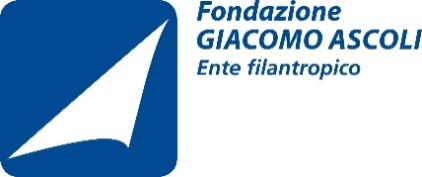 Fondazione
GIACOMO ASCOLI
Ente filantropico